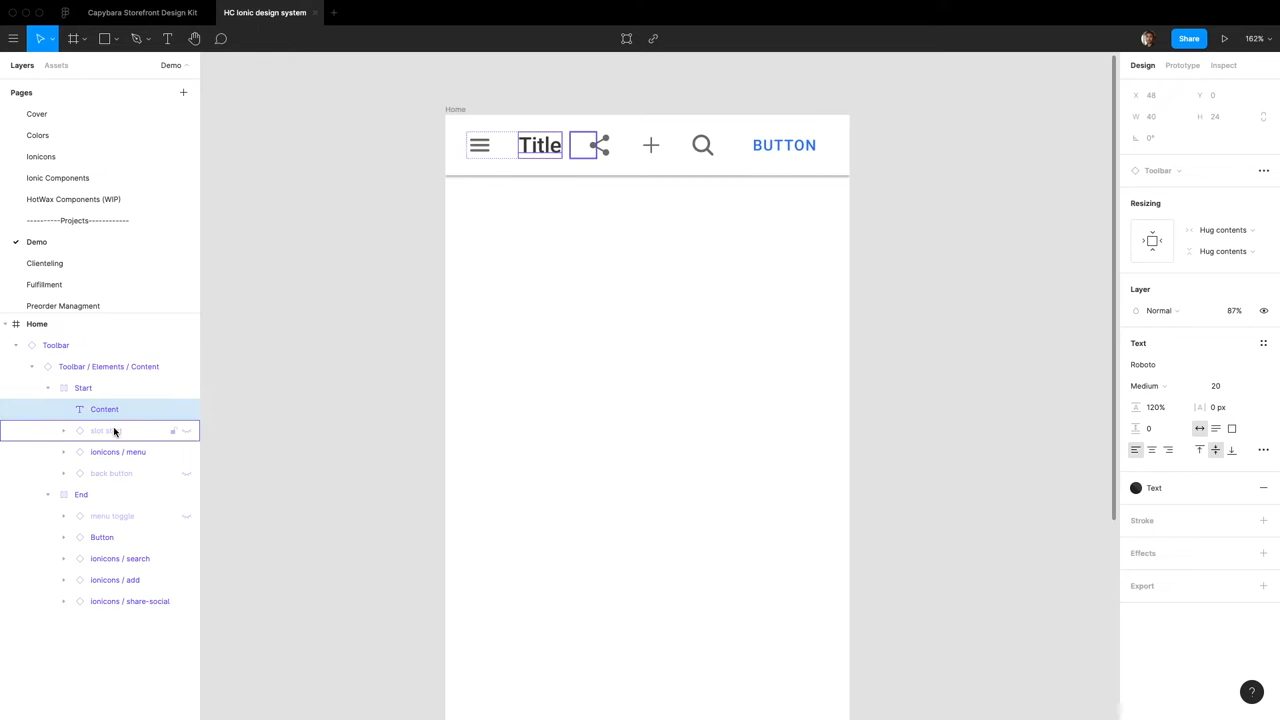 Capybara Storefront Design Kit
HC Ionic design system
Share
162%
Layers
Assets
Demo
Pages
Cover
Colors
Ionicons
Ionic Components
HotWax Components (WIP)
----------Projects------------
Demo
Clienteling
Fulfillment
Preorder Managment
Home
Toolbar
Toolbar / Elements / Content
Start
Content
slot
ionicons / menu
back button
End
menu toggle
Button
ionicons / search
ionicons / add
ionicons / share-social
Home
Title
BUTTON
Design
Prototype
Inspect
X 48
Y 0
W 40
H 24
0°
Toolbar
Resizing
Hug contents
Hug contents
Layer
Normal
87%
Text
Roboto
Medium
20
120%
|A| 0 px
0
Text
Stroke
Effects
Export
?